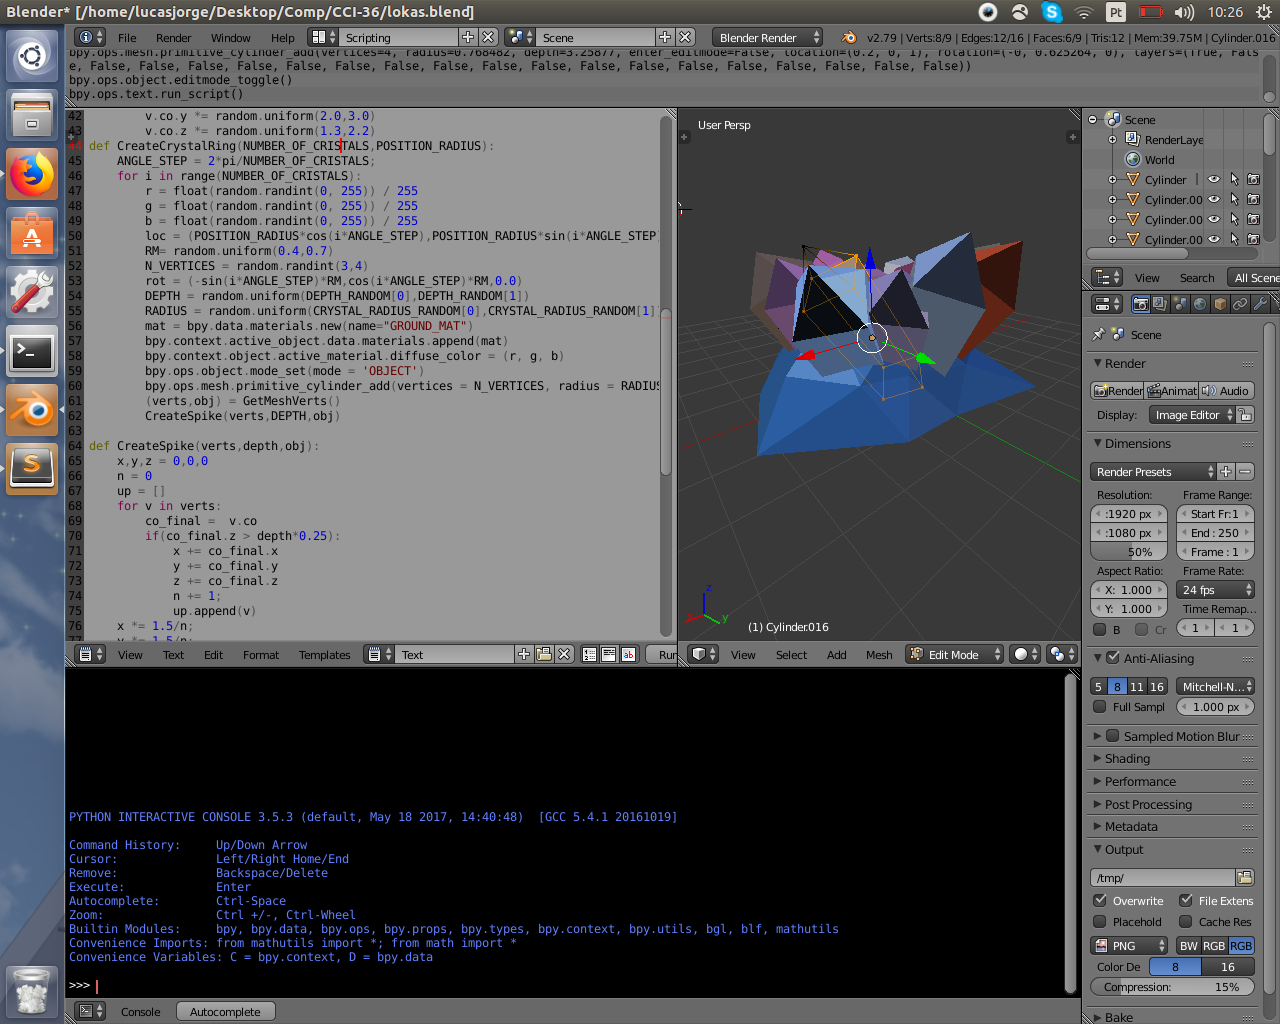 Blender* [/home/lucasjorge/Desktop/Comp/CCI-36/lokas.blend]
Pt
10:26
File Render Window Help
Scripting
Scene
Blender Render
v2.79 | Verts:8/9 | Edges:12/16 | Faces:6/9 | Tris:12 | Mem:39.75M | Cylinder.016
bpy.ops.mesh.primitive_cylinder_add(vertices=4, radius=0.768482, depth=3.25877, enter_editmode=False, location=(0.2, 0, 1), rotation=(-0, 0.625264, 0), layers=(True, Fals
e, False, False, False, False, False, False, False, False, False, False, False, False, False, False, False, False, False, False))
bpy.ops.object.editmode_toggle()
bpy.ops.text.run_script()
42 v.co.y *= random.uniform(2.0,3.0)
43 v.co.z *= random.uniform(1.3,2.2)
44 def CreateCrystalRing(NUMBER_OF_CRISTALS,POSITION_RADIUS):
45 ANGLE_STEP = 2*pi/NUMBER_OF_CRISTALS;
46 for i in range(NUMBER_OF_CRISTALS):
47 r = float(random.randint(0, 255)) / 255
48 g = float(random.randint(0, 255)) / 255
49 b = float(random.randint(0, 255)) / 255
50 loc = (POSITION_RADIUS*cos(i*ANGLE_STEP),POSITION_RADIUS*sin(i*ANGLE_STEP)
51 RM= random.uniform(0.4,0.7)
52 N_VERTICES = random.randint(3,4)
53 rot = (-sin(i*ANGLE_STEP)*RM,cos(i*ANGLE_STEP)*RM,0.0)
54 DEPTH = random.uniform(DEPTH_RANDOM[0],DEPTH_RANDOM[1])
55 RADIUS = random.uniform(CRYSTAL_RADIUS_RANDOM[0],CRYSTAL_RADIUS_RANDOM[1]
56 mat = bpy.data.materials.new(name="GROUND_MAT")
57 bpy.context.active_object.data.materials.append(mat)
58 bpy.context.object.active_material.diffuse_color = (r, g, b)
59 bpy.ops.object.mode_set(mode = 'OBJECT')
60 bpy.ops.mesh.primitive_cylinder_add(vertices = N_VERTICES, radius = RADIUS
61 (verts,obj) = GetMeshVerts()
62 CreateSpike(verts,DEPTH,obj)
63
64 def CreateSpike(verts,depth,obj):
65 x,y,z = 0,0,0
66 n = 0
67 up = []
68 for v in verts:
69 co_final =  v.co
70 if(co_final.z > depth*0.25):
71 x += co_final.x
72 y += co_final.y
73 z += co_final.z
74 n += 1;
75 up.append(v)
76 x *= 1.5/n;
77 y *= 1.5/n;
View Text Edit Format Templates
Text
Run
User Persp
z
x
y
(1) Cylinder.016
View Select Add Mesh
Edit Mode
Scene
RenderLaye
World
Cylinder
Cylinder.00
Cylinder.00
Cylinder.00
View Search All Scene
Scene
Render
Render Animat Audio
Display: Image Editor
Dimensions
Render Presets
Resolution: Frame Range:
:1920 px Start Fr:1
:1080 px End : 250
50% Frame : 1
Aspect Ratio: Frame Rate:
X: 1.000 24 fps
Y: 1.000 Time Remap...
B Cr 1 1
Anti-Aliasing
5 8 11 16 Mitchell-N...
Full Sampl 1.000 px
Sampled Motion Blur
Shading
Performance
Post Processing
Metadata
Output
/tmp/
Overwrite File Extens
Placehold Cache Res
PNG BW RGB RGB
Color De 8 16
Compression: 15%
Bake
PYTHON INTERACTIVE CONSOLE 3.5.3 (default, May 18 2017, 14:40:48)  [GCC 5.4.1 20161019]
Command History: Up/Down Arrow
Cursor: Left/Right Home/End
Remove: Backspace/Delete
Execute: Enter
Autocomplete: Ctrl-Space
Zoom: Ctrl +/-, Ctrl-Wheel
Builtin Modules: bpy, bpy.data, bpy.ops, bpy.props, bpy.types, bpy.context, bpy.utils, bgl, blf, mathutils
Convenience Imports: from mathutils import *; from math import *
Convenience Variables: C = bpy.context, D = bpy.data
>>>
Console Autocomplete